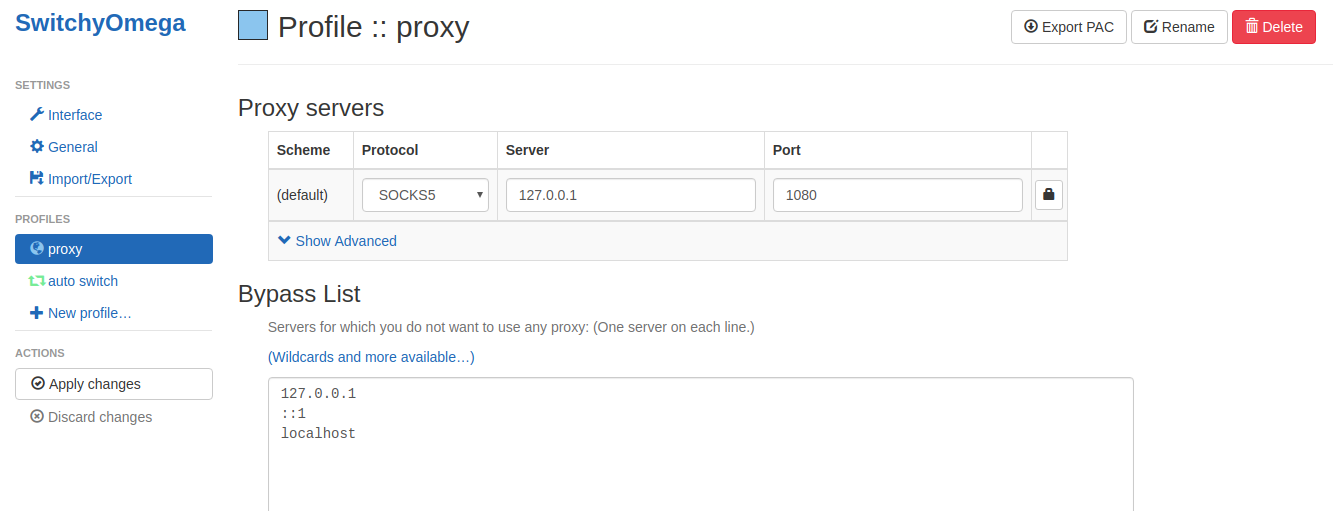 SwitchyOmega
SETTINGS
Interface
General
Import/Export
PROFILES
proxy
auto switch
New profile…
ACTIONS
Apply changes
Discard changes
Profile :: proxy
Export PAC
Rename
Delete
Proxy servers
Scheme Protocol Server Port
(default) SOCKS5 127.0.0.1 1080
Show Advanced
Bypass List
Servers for which you do not want to use any proxy: (One server on each line.)
(Wildcards and more available…)
127.0.0.1
::1
localhost